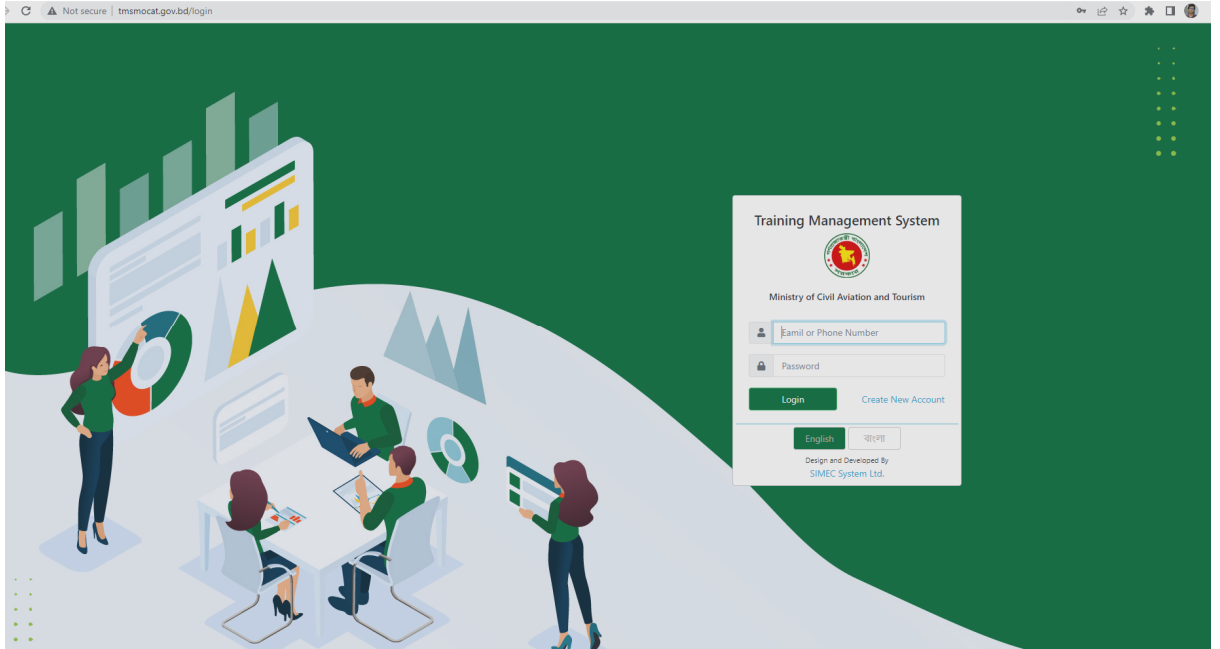 Not secure | tmsmocat.gov.bd/login
Training Management System
Ministry of Civil Aviation and Tourism
Eamil or Phone Number
Password
Login
Create New Account
English
বাংলা
Design and Developed By
SIMEC System Ltd.